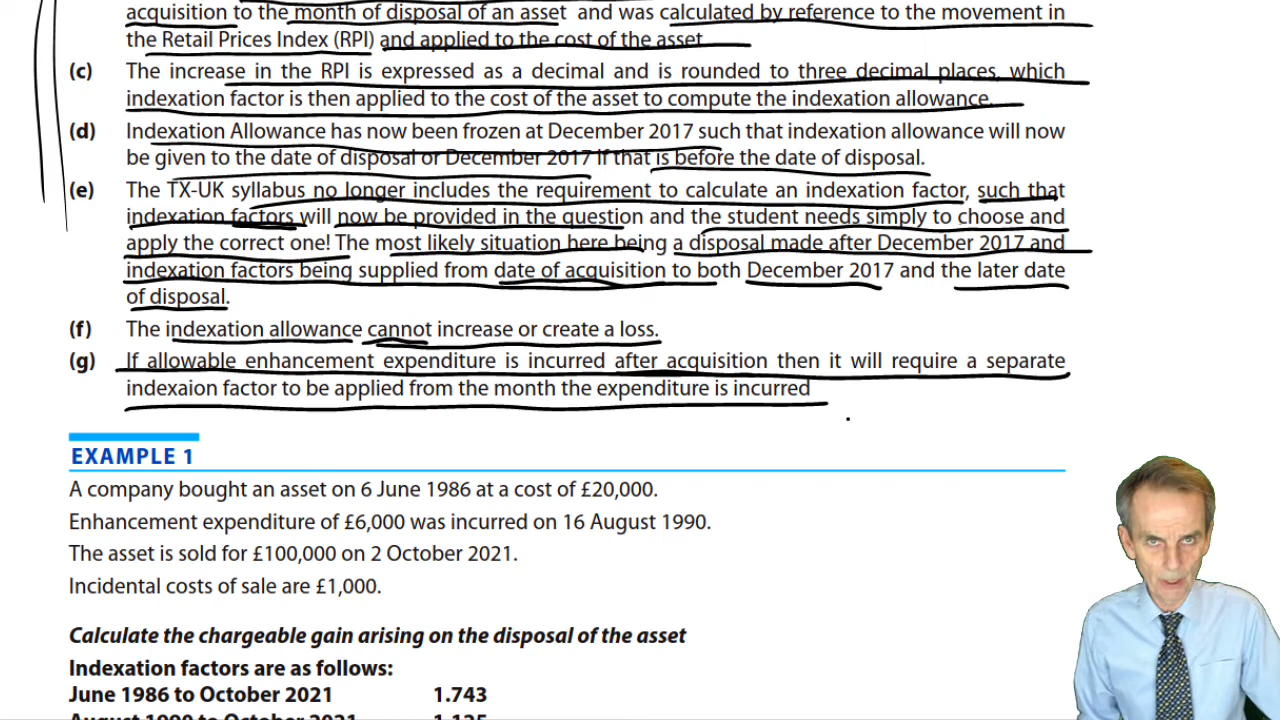 acquisition to the month of disposal of an asset and was calculated by reference to the movement in
the Retail Prices Index (RPI) and applied to the cost of the asset
(c) The increase in the RPI is expressed as a decimal and is rounded to three decimal places, which
indexation factor is then applied to the cost of the asset to compute the indexation allowance.
(d) Indexation Allowance has now been frozen at December 2017 such that indexation allowance will now
be given to the date of disposal or December 2017 if that is before the date of disposal.
(e) The TX-UK syllabus no longer includes the requirement to calculate an indexation factor, such that
indexation factors will now be provided in the question and the student needs simply to choose and
apply the correct one! The most likely situation here being a disposal made after December 2017 and
indexation factors being supplied from date of acquisition to both December 2017 and the later date
of disposal.
(f) The indexation allowance cannot increase or create a loss.
(g) If allowable enhancement expenditure is incurred after acquisition then it will require a separate
indexaion factor to be applied from the month the expenditure is incurred
EXAMPLE 1
A company bought an asset on 6 June 1986 at a cost of £20,000.
Enhancement expenditure of £6,000 was incurred on 16 August 1990.
The asset is sold for £100,000 on 2 October 2021.
Incidental costs of sale are £1,000.
Calculate the chargeable gain arising on the disposal of the asset
Indexation factors are as follows:
June 1986 to October 2021 1.743
August 1990 to October 2021 1.135